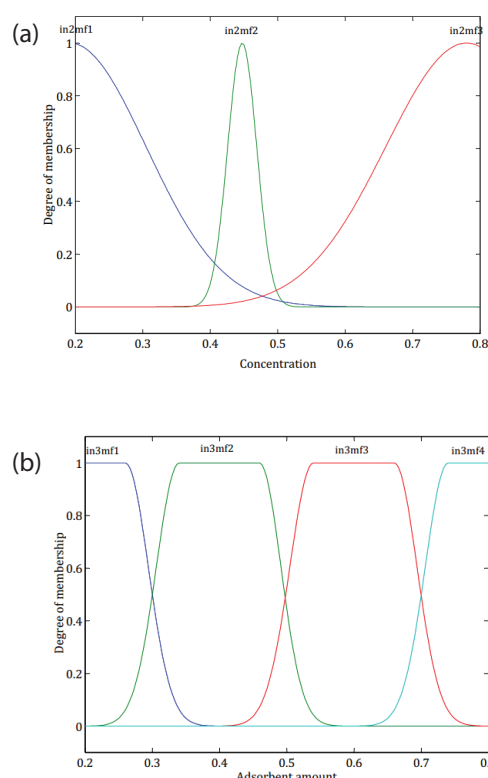 (a)
in2mf1 in2mf2 in2mf3
1
0.8
0.6
0.4
0.2
0
Degree of membership
0.2 0.3 0.4 0.5 0.6 0.7 0.8
Concentration
(b)
in3mf1 in3mf2 in3mf3 in3mf4
1
0.8
0.6
0.4
0.2
0
Degree of membership
0.2 0.3 0.4 0.5 0.6 0.7
Adsorbent amount